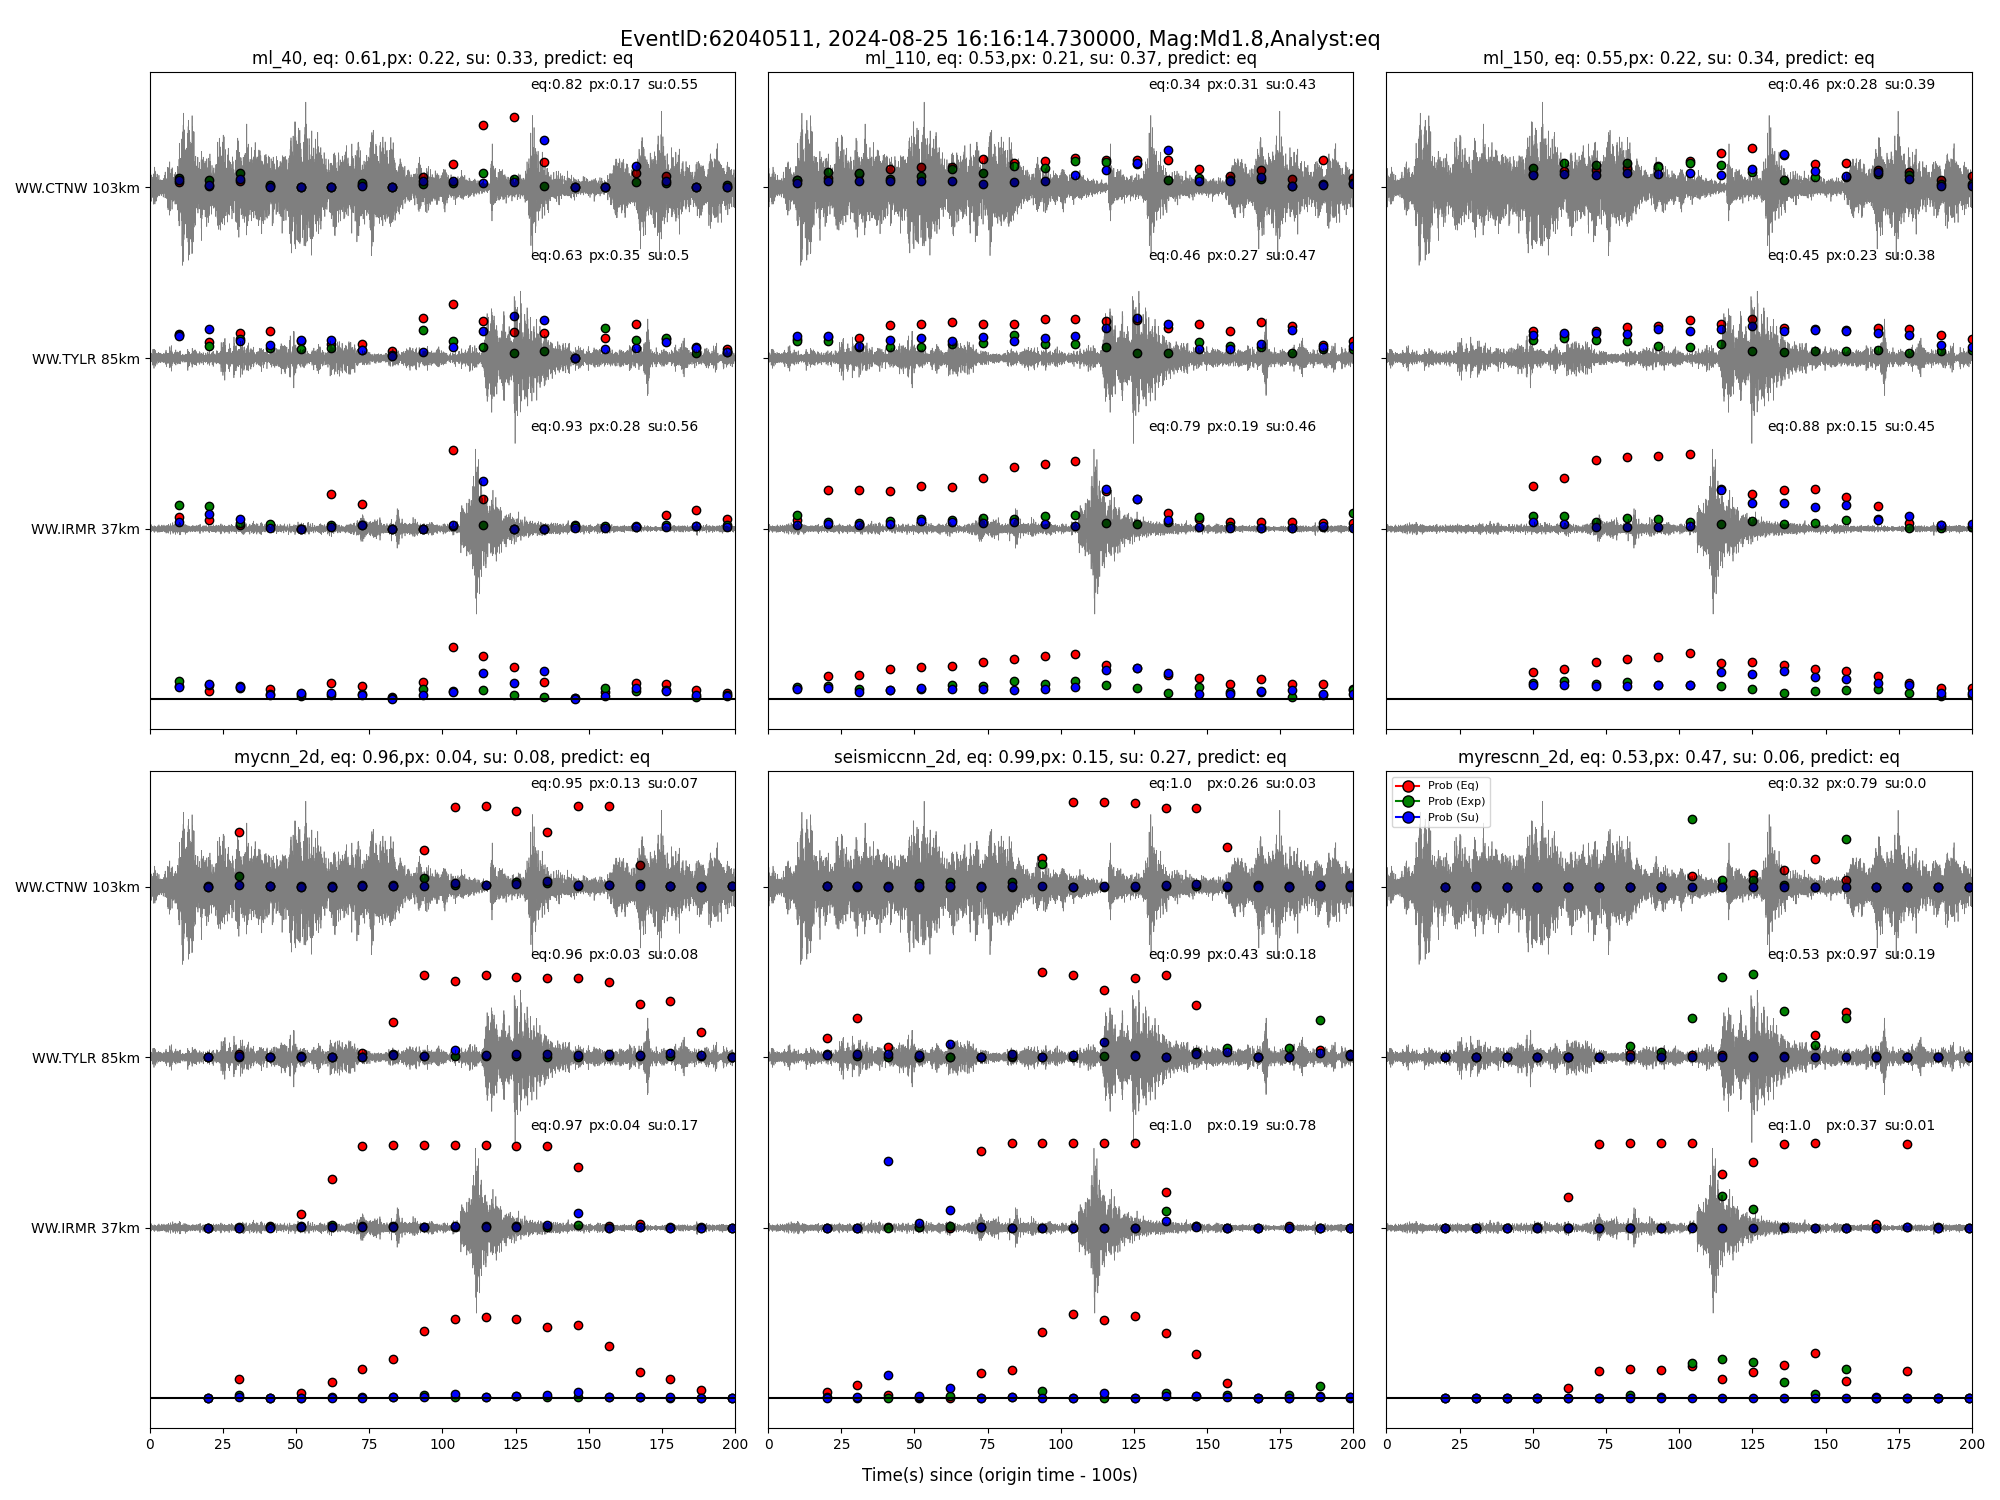 EventID:62040511, 2024-08-25 16:16:14.730000, Mag:Md1.8,Analyst:eq
ml_40, eq: 0.61,px: 0.22, su: 0.33, predict: eq
eq:0.82 px:0.17 su:0.55
WW.CTNW 103km
eq:0.63 px:0.35 su:0.5
WW.TYLR 85km
eq:0.93 px:0.28 su:0.56
WW.IRMR 37km
ml_110, eq: 0.53,px: 0.21, su: 0.37, predict: eq
eq:0.34 px:0.31 su:0.43
eq:0.46 px:0.27 su:0.47
eq:0.79 px:0.19 su:0.46
ml_150, eq: 0.55,px: 0.22, su: 0.34, predict: eq
eq:0.46 px:0.28 su:0.39
eq:0.45 px:0.23 su:0.38
eq:0.88 px:0.15 su:0.45
mycnn_2d, eq: 0.96,px: 0.04, su: 0.08, predict: eq
eq:0.95 px:0.13 su:0.07
WW.CTNW 103km
eq:0.96 px:0.03 su:0.08
WW.TYLR 85km
eq:0.97 px:0.04 su:0.17
WW.IRMR 37km
0 25 50 75 100 125 150 175 200
seismiccnn_2d, eq: 0.99,px: 0.15, su: 0.27, predict: eq
eq:1.0 px:0.26 su:0.03
eq:0.99 px:0.43 su:0.18
eq:1.0 px:0.19 su:0.78
0 25 50 75 100 125 150 175 200
myrescnn_2d, eq: 0.53,px: 0.47, su: 0.06, predict: eq
Prob (Eq)
Prob (Exp)
Prob (Su)
eq:0.32 px:0.79 su:0.0
eq:0.53 px:0.97 su:0.19
eq:1.0 px:0.37 su:0.01
0 25 50 75 100 125 150 175 200
Time(s) since (origin time - 100s)